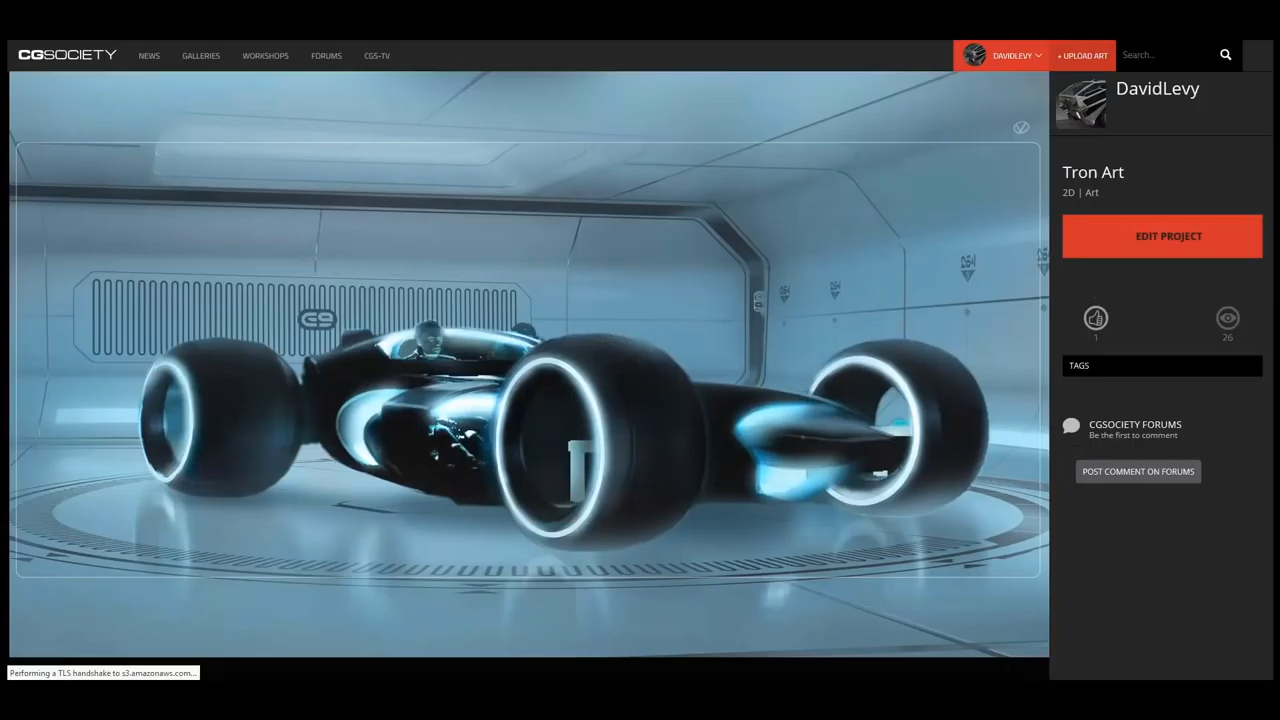 CGSOCIETY NEWS GALLERIES WORKSHOPS FORUMS CGS-TV DAVIDLEVY + UPLOAD ART Search...
DavidLevy
Tron Art
2D | Art
EDIT PROJECT
1 26
TAGS
CGSOCIETY FORUMS
Be the first to comment
POST COMMENT ON FORUMS
Performing a TLS handshake to s3.amazonaws.com...